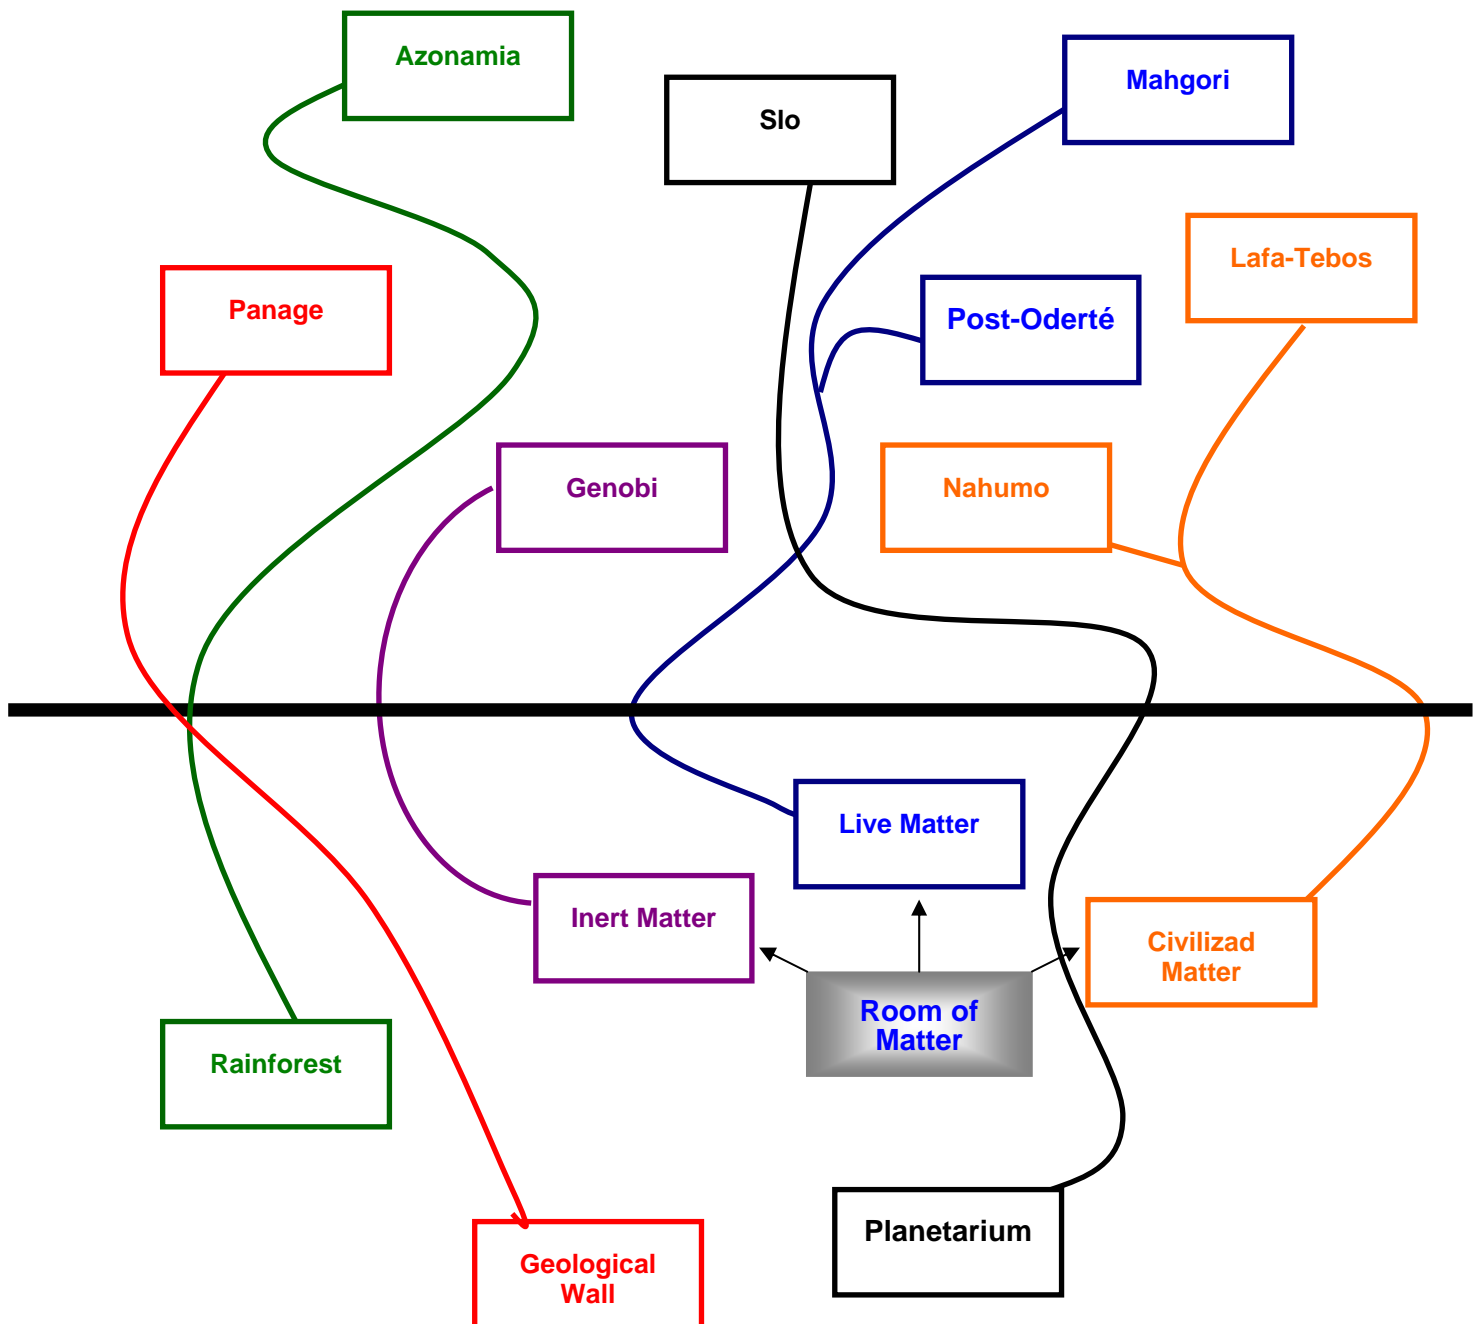 Azonamia
Mahgori
Slo
Lafa-Tebos
Panage
Post-Oderté
Genobi
Nahumo
Live Matter
Inert Matter
Civilizad
Matter
Room of
Matter
Rainforest
Planetarium
Geological
Wall